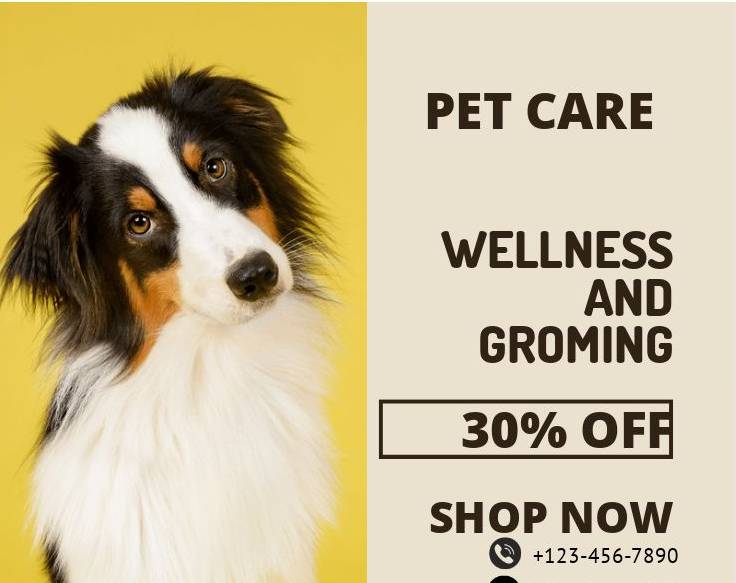 PET CARE
WELLNESS
AND
GROMING
30% OFF
SHOP NOW
+123-456-7890